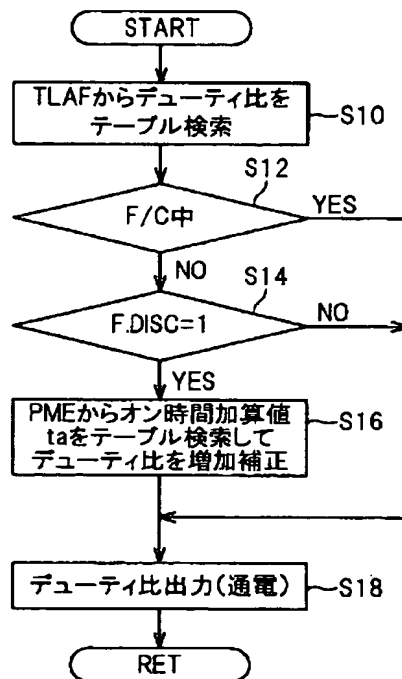 START
TLAFからデューティ比を
テーブル検索
S10
S12
F/C中
YES
NO
S14
F.DISC=1
NO
YES
PMEからオン時間加算値
taをテーブル検索して
デューティ比を増加補正
S16
デューティ比出力(通電)
S18
RET